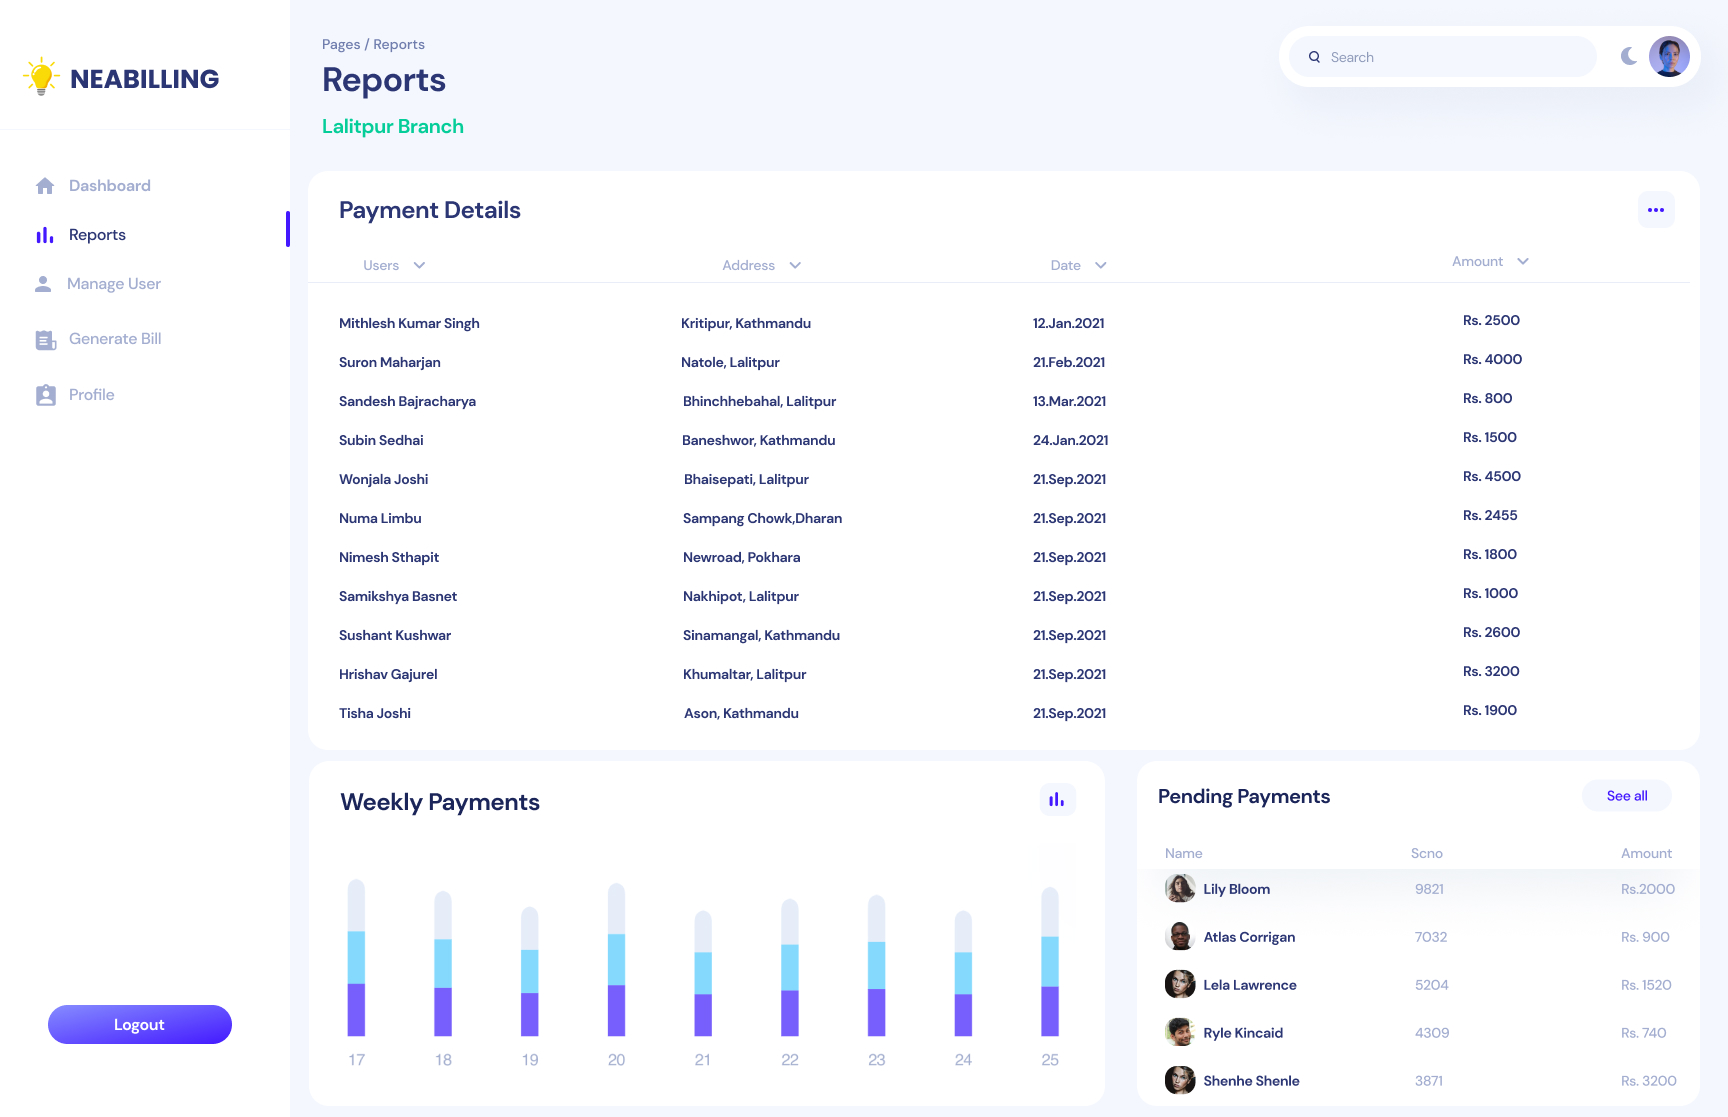 NEABILLING
Dashboard
Reports
Manage User
Generate Bill
Profile
Logout
Pages / Reports
Reports
Lalitpur Branch
Search
Payment Details
Users Address Date Amount
Mithlesh Kumar Singh Kritipur, Kathmandu 12.Jan.2021 Rs. 2500
Suron Maharjan Natole, Lalitpur 21.Feb.2021 Rs. 4000
Sandesh Bajracharya Bhinchhebahal, Lalitpur 13.Mar.2021 Rs. 800
Subin Sedhai Baneshwor, Kathmandu 24.Jan.2021 Rs. 1500
Wonjala Joshi Bhaisepati, Lalitpur 21.Sep.2021 Rs. 4500
Numa Limbu Sampang Chowk,Dharan 21.Sep.2021 Rs. 2455
Nimesh Sthapit Newroad, Pokhara 21.Sep.2021 Rs. 1800
Samikshya Basnet Nakhipot, Lalitpur 21.Sep.2021 Rs. 1000
Sushant Kushwar Sinamangal, Kathmandu 21.Sep.2021 Rs. 2600
Hrishav Gajurel Khumaltar, Lalitpur 21.Sep.2021 Rs. 3200
Tisha Joshi Ason, Kathmandu 21.Sep.2021 Rs. 1900
Weekly Payments
17 18 19 20 21 22 23 24 25
Pending Payments
See all
Name Scno Amount
Lily Bloom 9821 Rs.2000
Atlas Corrigan 7032 Rs. 900
Lela Lawrence 5204 Rs. 1520
Ryle Kincaid 4309 Rs. 740
Shenhe Shenle 3871 Rs. 3200